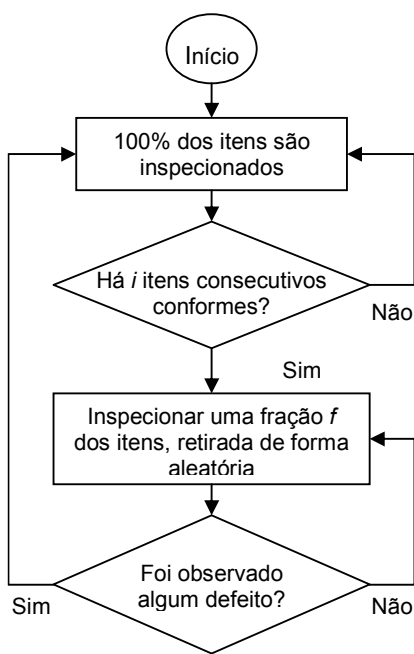 Início
100% dos itens são
inspecionados
Há i itens consecutivos
conformes?
Não
Sim
Inspecionar uma fração f
dos itens, retirada de forma
aleatória
Foi observado
algum defeito?
Sim
Não